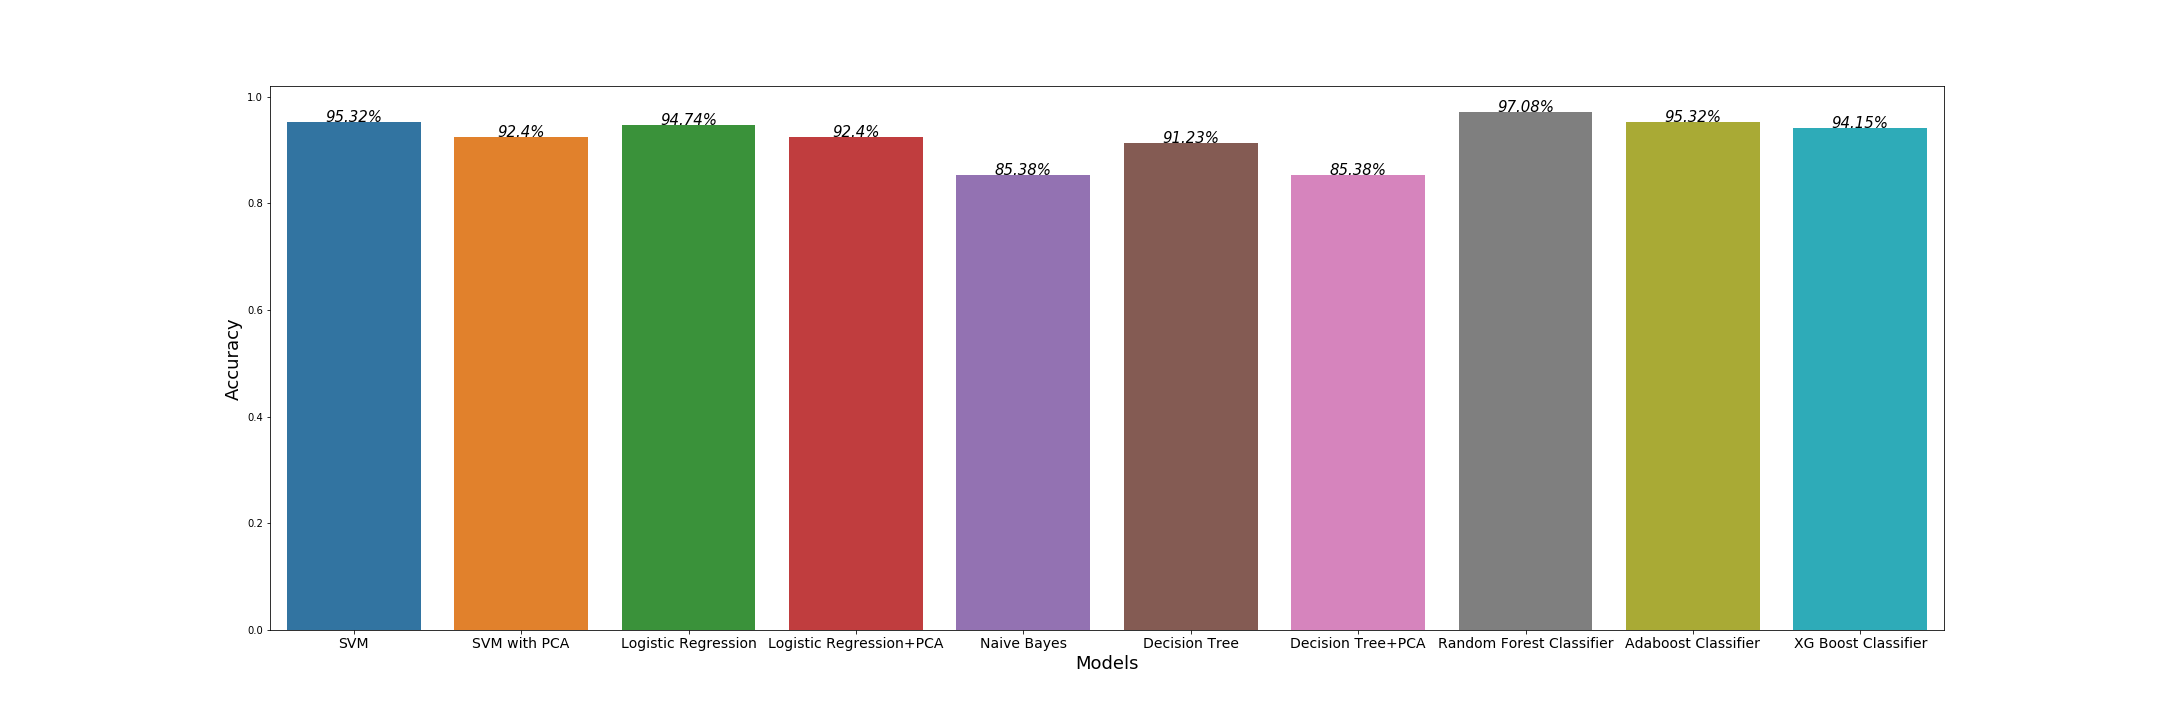 95.32%
92.4%
94.74%
92.4%
85.38%
91.23%
85.38%
97.08%
95.32%
94.15%
1.0
0.8
0.6
0.4
0.2
0.0
Accuracy
SVM
SVM with PCA
Logistic Regression
Logistic Regression+PCA
Naive Bayes
Decision Tree
Decision Tree+PCA
Random Forest Classifier
Adaboost Classifier
XG Boost Classifier
Models